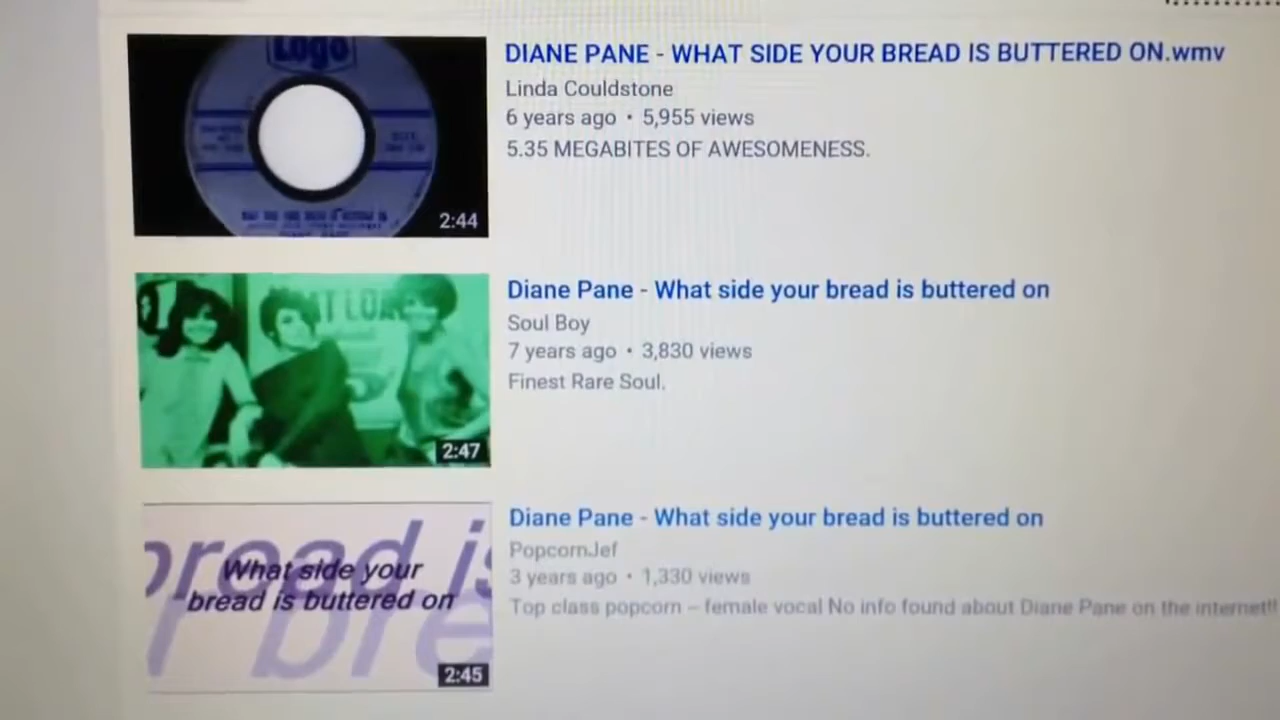 Logo
2:44
DIANE PANE - WHAT SIDE YOUR BREAD IS BUTTERED ON.wmv
Linda Couldstone
6 years ago • 5,955 views
5.35 MEGABITES OF AWESOMENESS.
2:47
Diane Pane - What side your bread is buttered on
Soul Boy
7 years ago • 3,830 views
Finest Rare Soul.
bread is
What side your
bread is buttered on
bre
2:45
Diane Pane - What side your bread is buttered on
PopcornJef
3 years ago • 1,330 views
Top class popcorn – female vocal No info found about Diane Pane on the internet!!